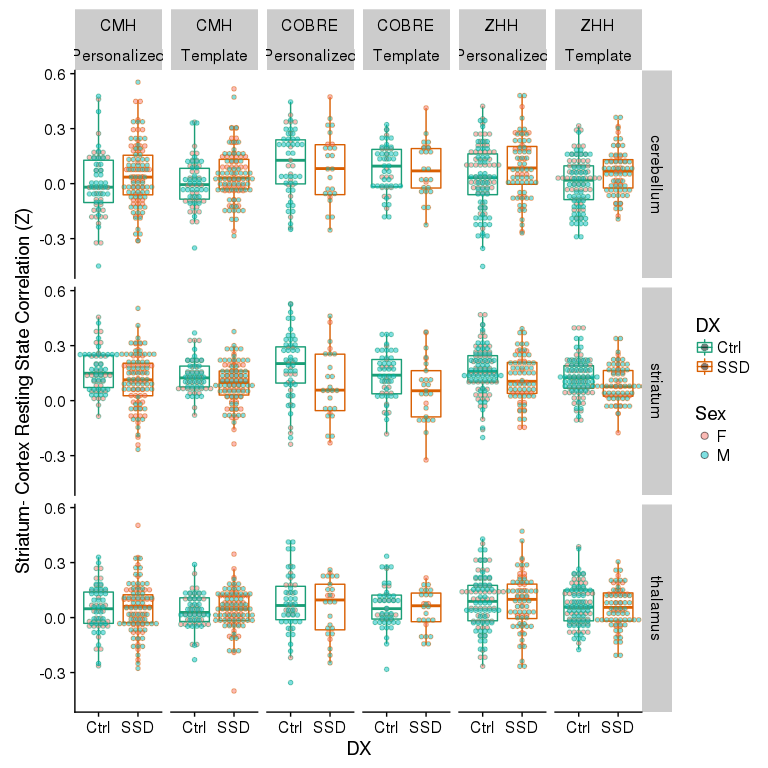 CMH CMH COBRE COBRE ZHH ZHH
Personalized Template Personalized Template Personalized Template
0.6
0.3
0.0
-0.3
cerebellum
0.6
0.3
0.0
-0.3
striatum
0.6
0.3
0.0
-0.3
thalamus
Striatum- Cortex Resting State Correlation (Z)
Ctrl SSD Ctrl SSD Ctrl SSD Ctrl SSD Ctrl SSD Ctrl SSD
DX
DX
Ctrl
SSD
Sex
F
M